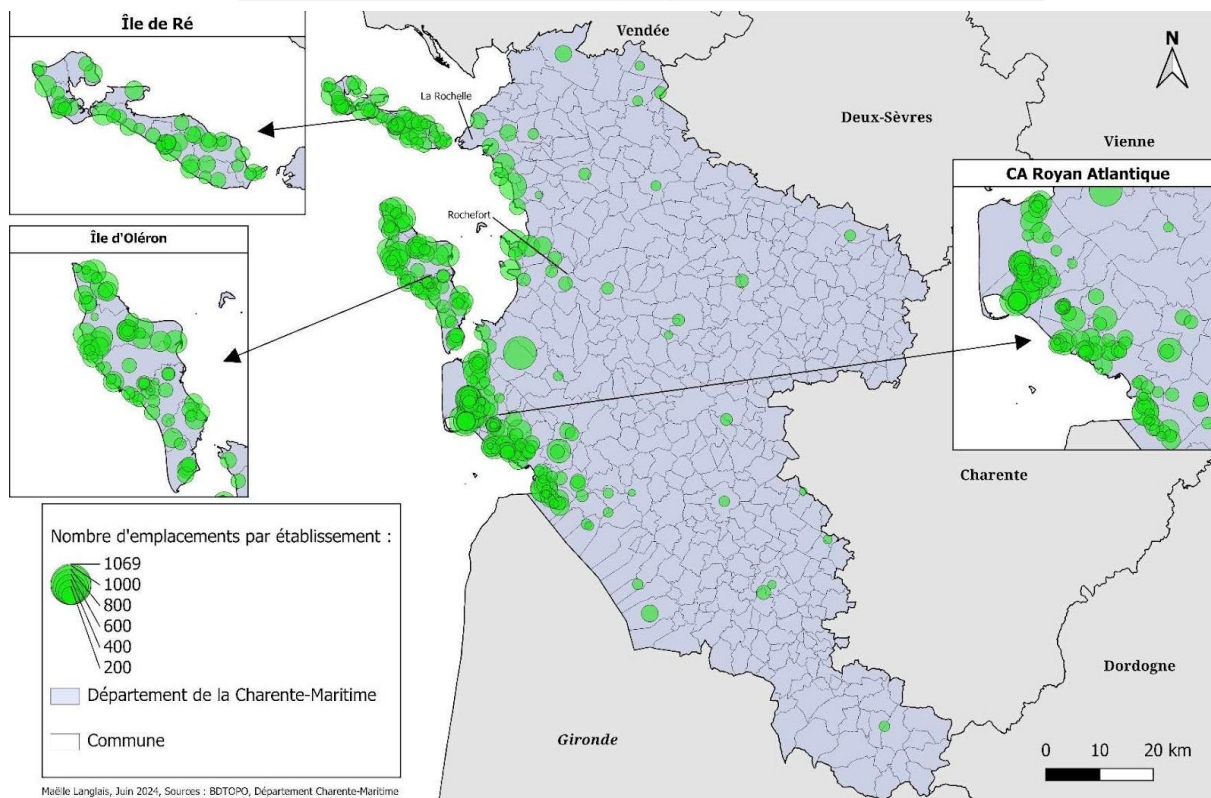 Île de Ré
Vendée
N
La Rochelle
Deux-Sèvres
Vienne
CA Royan Atlantique
Rochefort
Île d'Oléron
Charente
Nombre d'emplacements par établissement :
1069
1000
800
600
400
200
Département de la Charente-Maritime
Commune
Dordogne
Gironde
0 10 20 km
Maëlle Langlais, Juin 2024, Sources : BDTOPO, Département Charente-Maritime